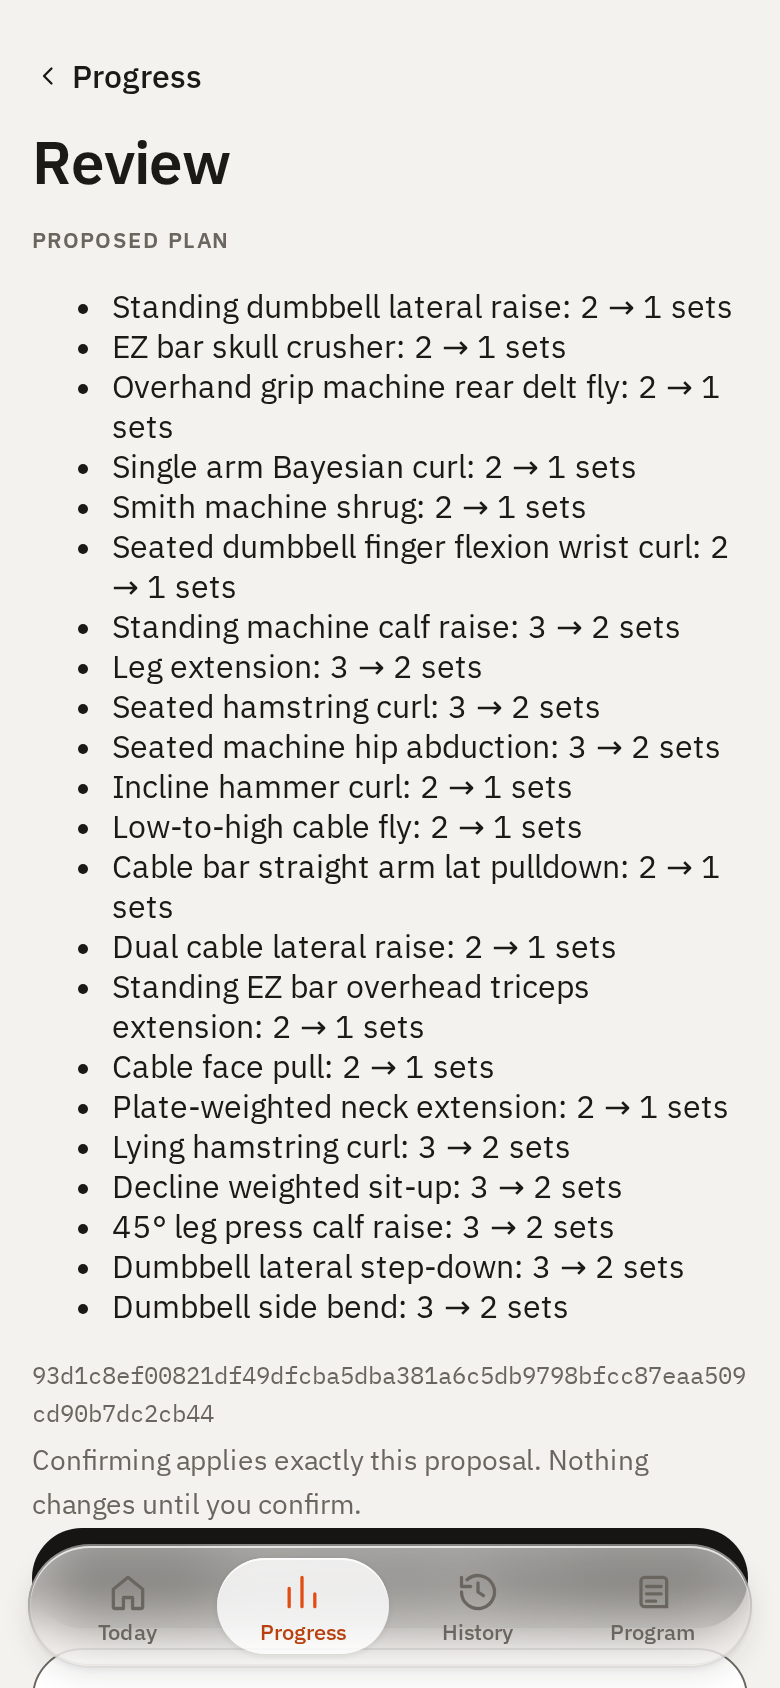 Progress
Review
PROPOSED PLAN
• Standing dumbbell lateral raise: 2 → 1 sets
• EZ bar skull crusher: 2 → 1 sets
• Overhand grip machine rear delt fly: 2 → 1
sets
• Single arm Bayesian curl: 2 → 1 sets
• Smith machine shrug: 2 → 1 sets
• Seated dumbbell finger flexion wrist curl: 2
→ 1 sets
• Standing machine calf raise: 3 → 2 sets
• Leg extension: 3 → 2 sets
• Seated hamstring curl: 3 → 2 sets
• Seated machine hip abduction: 3 → 2 sets
• Incline hammer curl: 2 → 1 sets
• Low-to-high cable fly: 2 → 1 sets
• Cable bar straight arm lat pulldown: 2 → 1
sets
• Dual cable lateral raise: 2 → 1 sets
• Standing EZ bar overhead triceps
extension: 2 → 1 sets
• Cable face pull: 2 → 1 sets
• Plate-weighted neck extension: 2 → 1 sets
• Lying hamstring curl: 3 → 2 sets
• Decline weighted sit-up: 3 → 2 sets
• 45° leg press calf raise: 3 → 2 sets
• Dumbbell lateral step-down: 3 → 2 sets
• Dumbbell side bend: 3 → 2 sets
93d1c8ef00821df49dfcba5dba381a6c5db9798bfcc87eaa509
cd90b7dc2cb44
Confirming applies exactly this proposal. Nothing
changes until you confirm.
Today Progress History Program